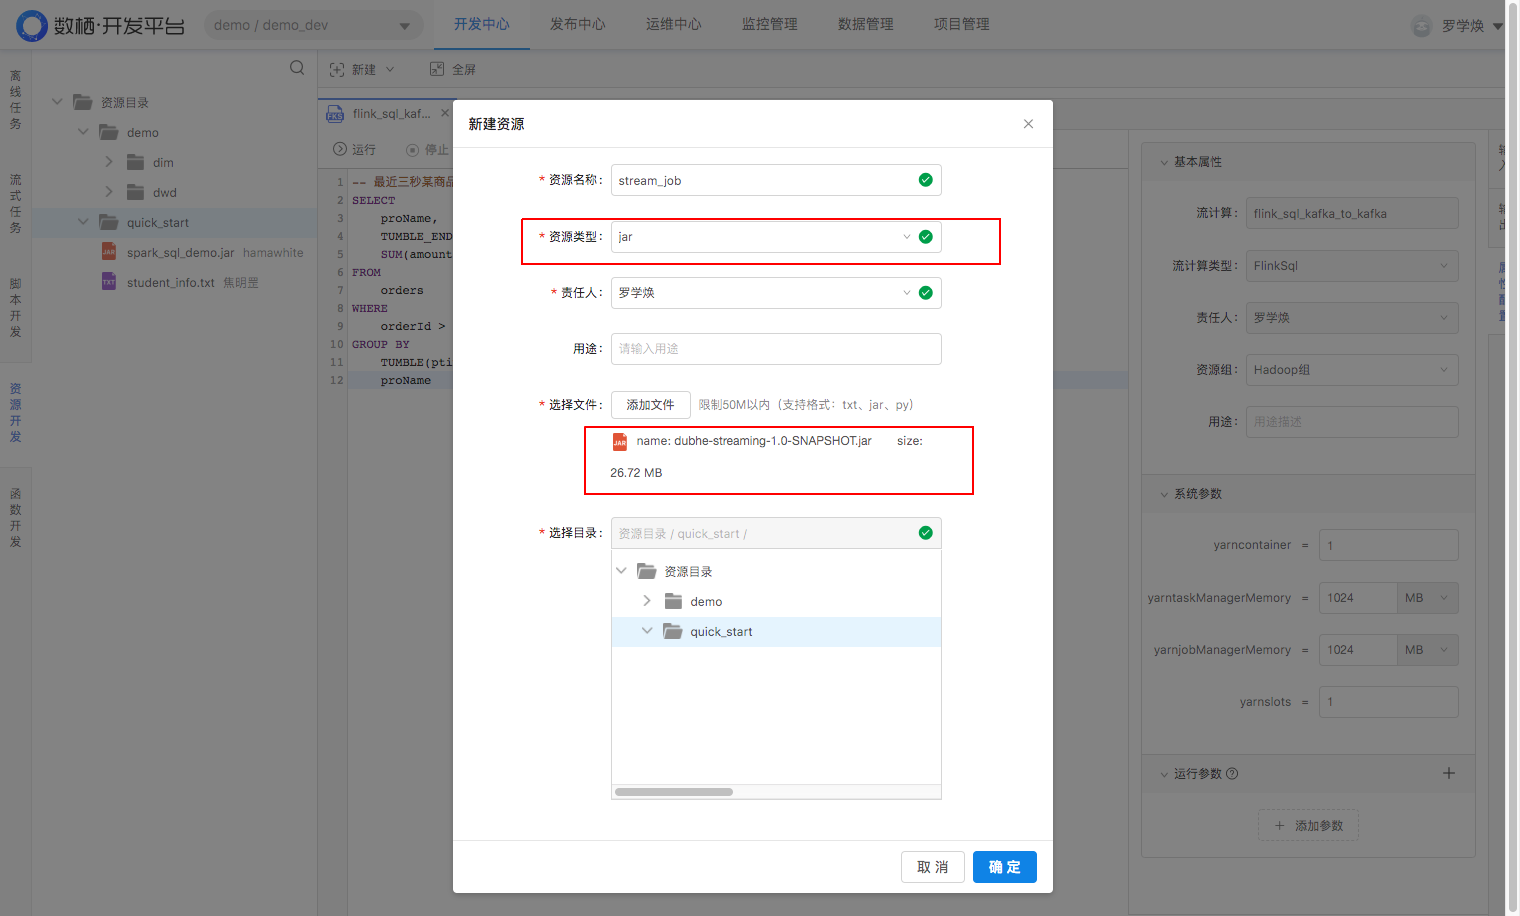 数栖·开发平台
demo / demo_dev
开发中心
发布中心
运维中心
监控管理
数据管理
项目管理
罗学焕
离线任务
流式任务
脚本开发
资源开发
函数开发
资源目录
demo
dim
dwd
quick_start
JAR
spark_sql_demo.jar hamawhite
TXT
student_info.txt 焦明罡
新建
全屏
FKS
flink_sql_kaf...
运行
停止
1 -- 最近三秒某商品
2 SELECT
3 proName,
4 TUMBLE_END
5 SUM(amount
6 FROM
7 orders
8 WHERE
9 orderId >
10 GROUP BY
11 TUMBLE(pti
12 proName
新建资源
* 资源名称: stream_job
* 资源类型: jar
* 责任人: 罗学焕
用途: 请输入用途
* 选择文件: 添加文件 限制50M以内（支持格式：txt、jar、py）
JAR
name: dubhe-streaming-1.0-SNAPSHOT.jar size:
26.72 MB
* 选择目录: 资源目录 / quick_start /
资源目录
demo
quick_start
取 消
确 定
基本属性
流计算: flink_sql_kafka_to_kafka
流计算类型: FlinkSql
责任人: 罗学焕
资源组: Hadoop组
用途: 用途描述
系统参数
yarncontainer = 1
yarntaskManagerMemory = 1024 MB
yarnjobManagerMemory = 1024 MB
yarnslots = 1
运行参数
添加参数